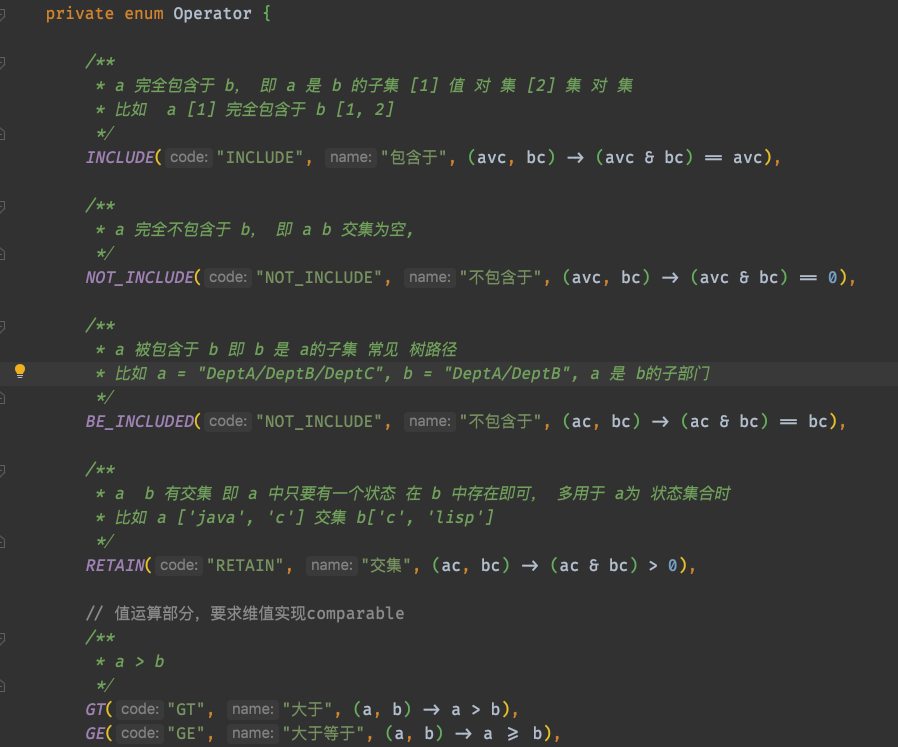 private enum Operator {
/**
* a 完全包含于 b, 即 a 是 b 的子集 [1] 值 对 集 [2] 集 对 集
* 比如 a [1] 完全包含于 b [1, 2]
*/
INCLUDE( code: "INCLUDE", name: "包含于", (avc, bc) → (avc & bc) == avc),
/**
* a 完全不包含于 b, 即 a b 交集为空,
*/
NOT_INCLUDE( code: "NOT_INCLUDE", name: "不包含于", (avc, bc) → (avc & bc) == 0),
/**
* a 被包含于 b 即 b 是 a的子集 常见 树路径
* 比如 a = "DeptA/DeptB/DeptC", b = "DeptA/DeptB", a 是 b的子部门
*/
BE_INCLUDED( code: "NOT_INCLUDE", name: "不包含于", (ac, bc) → (ac & bc) == bc),
/**
* a b 有交集 即 a 中只要有一个状态 在 b 中存在即可, 多用于 a为 状态集合时
* 比如 a ['java', 'c'] 交集 b['c', 'lisp']
*/
RETAIN( code: "RETAIN", name: "交集", (ac, bc) → (ac & bc) > 0),
// 值运算部分，要求维值实现comparable
/**
* a > b
*/
GT( code: "GT", name: "大于", (a, b) → a > b),
GE( code: "GE", name: "大于等于", (a, b) → a ⩾ b),